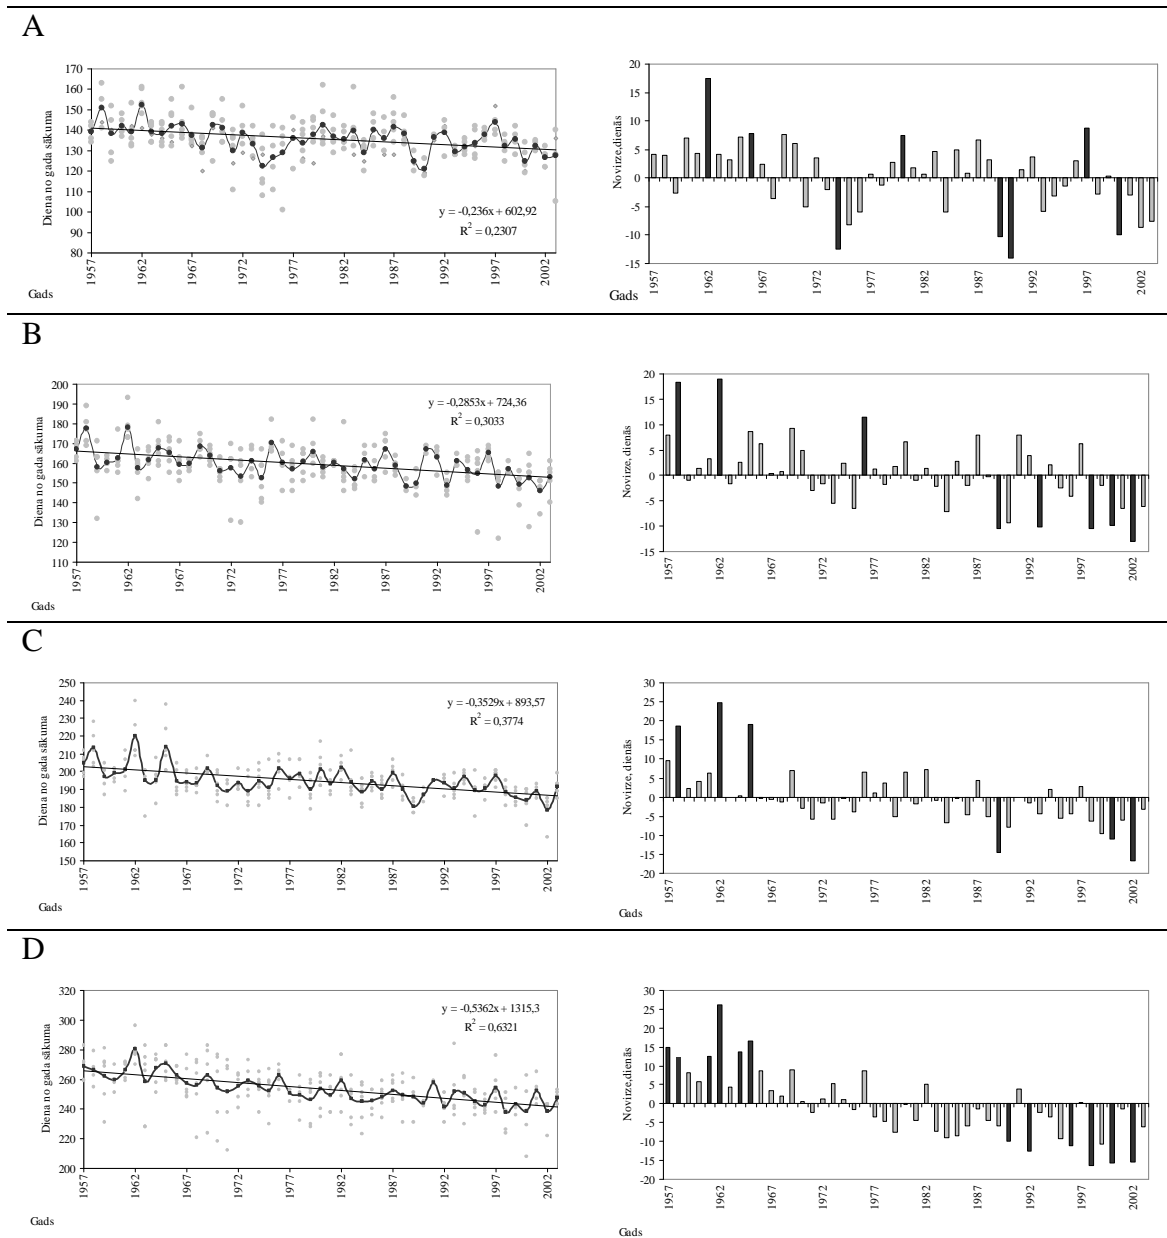 A
Diena no gada sākuma
170
160
150
140
130
120
110
100
90
80
y = -0,236x + 602,92
R2 = 0,2307
1957 1962 1967 1972 1977 1982 1987 1992 1997 2002
Gads
Novirze,dienās
20
15
10
5
0
-5
-10
-15
1957 1962 1967 1972 1977 1982 1987 1992 1997 2002
Gads
B
Diena no gada sākuma
200
190
180
170
160
150
140
130
120
110
y = -0,2853x + 724,36
R2 = 0,3033
1957 1962 1967 1972 1977 1982 1987 1992 1997 2002
Gads
Novirze, dienās
20
15
10
5
0
-5
-10
-15
1957 1962 1967 1972 1977 1982 1987 1992 1997 2002
Gads
C
Diena no gada sākuma
250
240
230
220
210
200
190
180
170
160
150
y = -0,3529x + 893,57
R2 = 0,3774
1957 1962 1967 1972 1977 1982 1987 1992 1997 2002
Gads
Novirze, dienās
30
25
20
15
10
5
0
-5
-10
-15
-20
1957 1962 1967 1972 1977 1982 1987 1992 1997 2002
Gads
D
Diena no gada sākuma
320
300
280
260
240
220
200
y = -0,5362x + 1315,3
R2 = 0,6321
1957 1962 1967 1972 1977 1982 1987 1992 1997 2002
Gads
Novirze,dienās
30
25
20
15
10
5
0
-5
-10
-15
-20
1957 1962 1967 1972 1977 1982 1987 1992 1997 2002
Gads